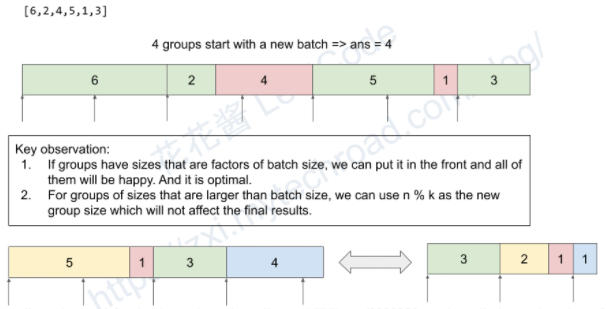 [6,2,4,5,1,3]
4 groups start with a new batch => ans = 4
6 2 4 5 1 3
Key observation:
1. If groups have sizes that are factors of batch size, we can put it in the front and all of
them will be happy. And it is optimal.
2. For groups of sizes that are larger than batch size, we can use n % k as the new
group size which will not affect the final results.
5 1 3 4 3 2 1 1
花花酱 LeetCode
http://zxi.mytechroad.com/blog/